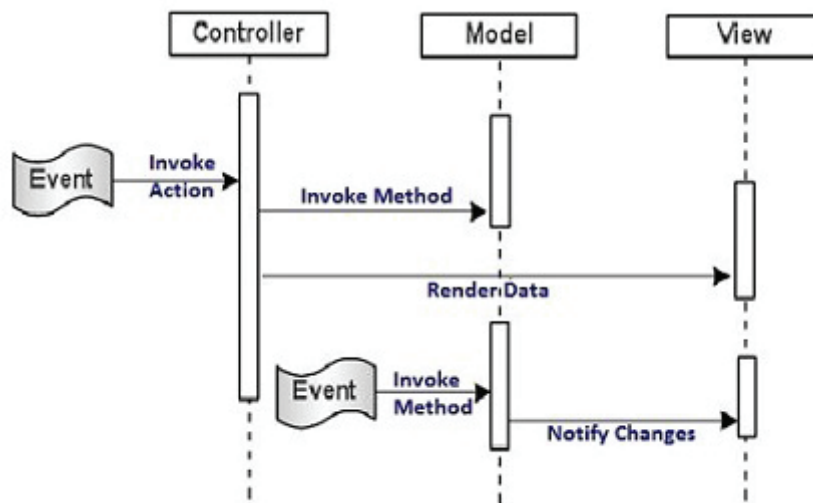 Controller
Model
View
Event
Invoke
Action
Invoke Method
Render Data
Event
Invoke
Method
Notify Changes